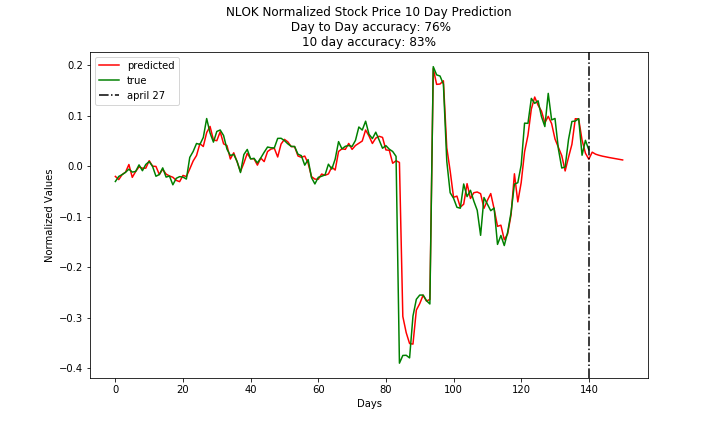 NLOK Normalized Stock Price 10 Day Prediction
Day to Day accuracy: 76%
10 day accuracy: 83%
predicted
true
april 27
Normalized Values
0.2
0.1
0.0
−0.1
−0.2
−0.3
−0.4
0 20 40 60 80 100 120 140
Days